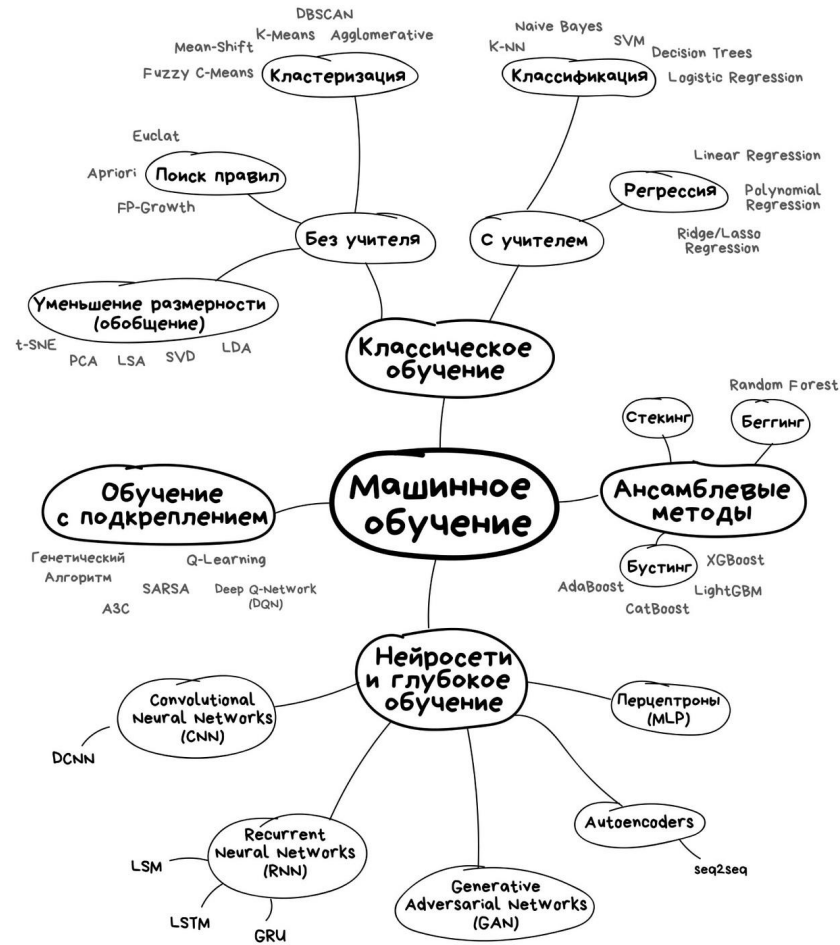 DBSCAN
K-Means Agglomerative
Mean-Shift
Fuzzy C-Means
Кластеризация
Naive Bayes
K-NN
SVM
Decision Trees
Logistic Regression
Классификация
Euclat
Apriori
Поиск правил
FP-Growth
Linear Regression
Регрессия
Polynomial
Regression
Ridge/Lasso
Regression
Без учителя
С учителем
Уменьшение размерности
(обобщение)
t-SNE
PCA
LSA
SVD
LDA
Классическое
обучение
Random Forest
Стекинг
Беггинг
Машинное
обучение
Обучение
с подкреплением
Ансамблевые
методы
Генетический
Алгоритм
Q-Learning
SARSA
Deep Q-Network
(DQN)
A3C
Бустинг
XGBoost
AdaBoost
LightGBM
CatBoost
Нейросети
и глубокое
обучение
Convolutional
Neural Networks
(CNN)
DCNN
Перцептроны
(MLP)
Recurrent
Neural Networks
(RNN)
LSM
LSTM
GRU
Generative
Adversarial Networks
(GAN)
Autoencoders
seq2seq